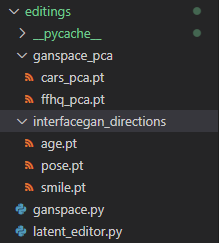 editings
__pycache__
ganspace_pca
cars_pca.pt
ffhq_pca.pt
interfacegan_directions
age.pt
pose.pt
smile.pt
ganspace.py
latent_editor.py